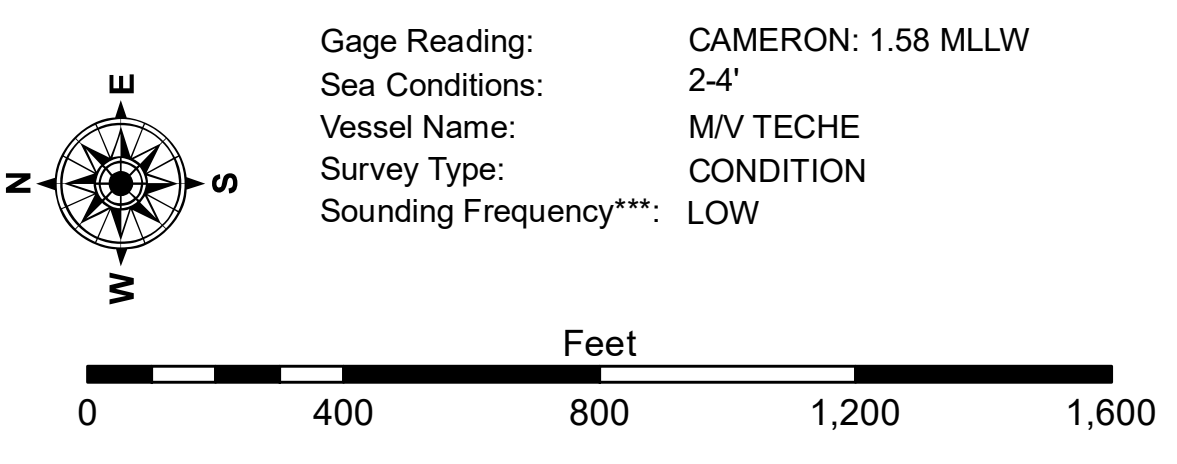 Gage Reading: CAMERON: 1.58 MLLW
Sea Conditions: 2-4'
Vessel Name: M/V TECHE
Survey Type: CONDITION
Sounding Frequency***: LOW
E
N S
W
Feet
0 400 800 1,200 1,600